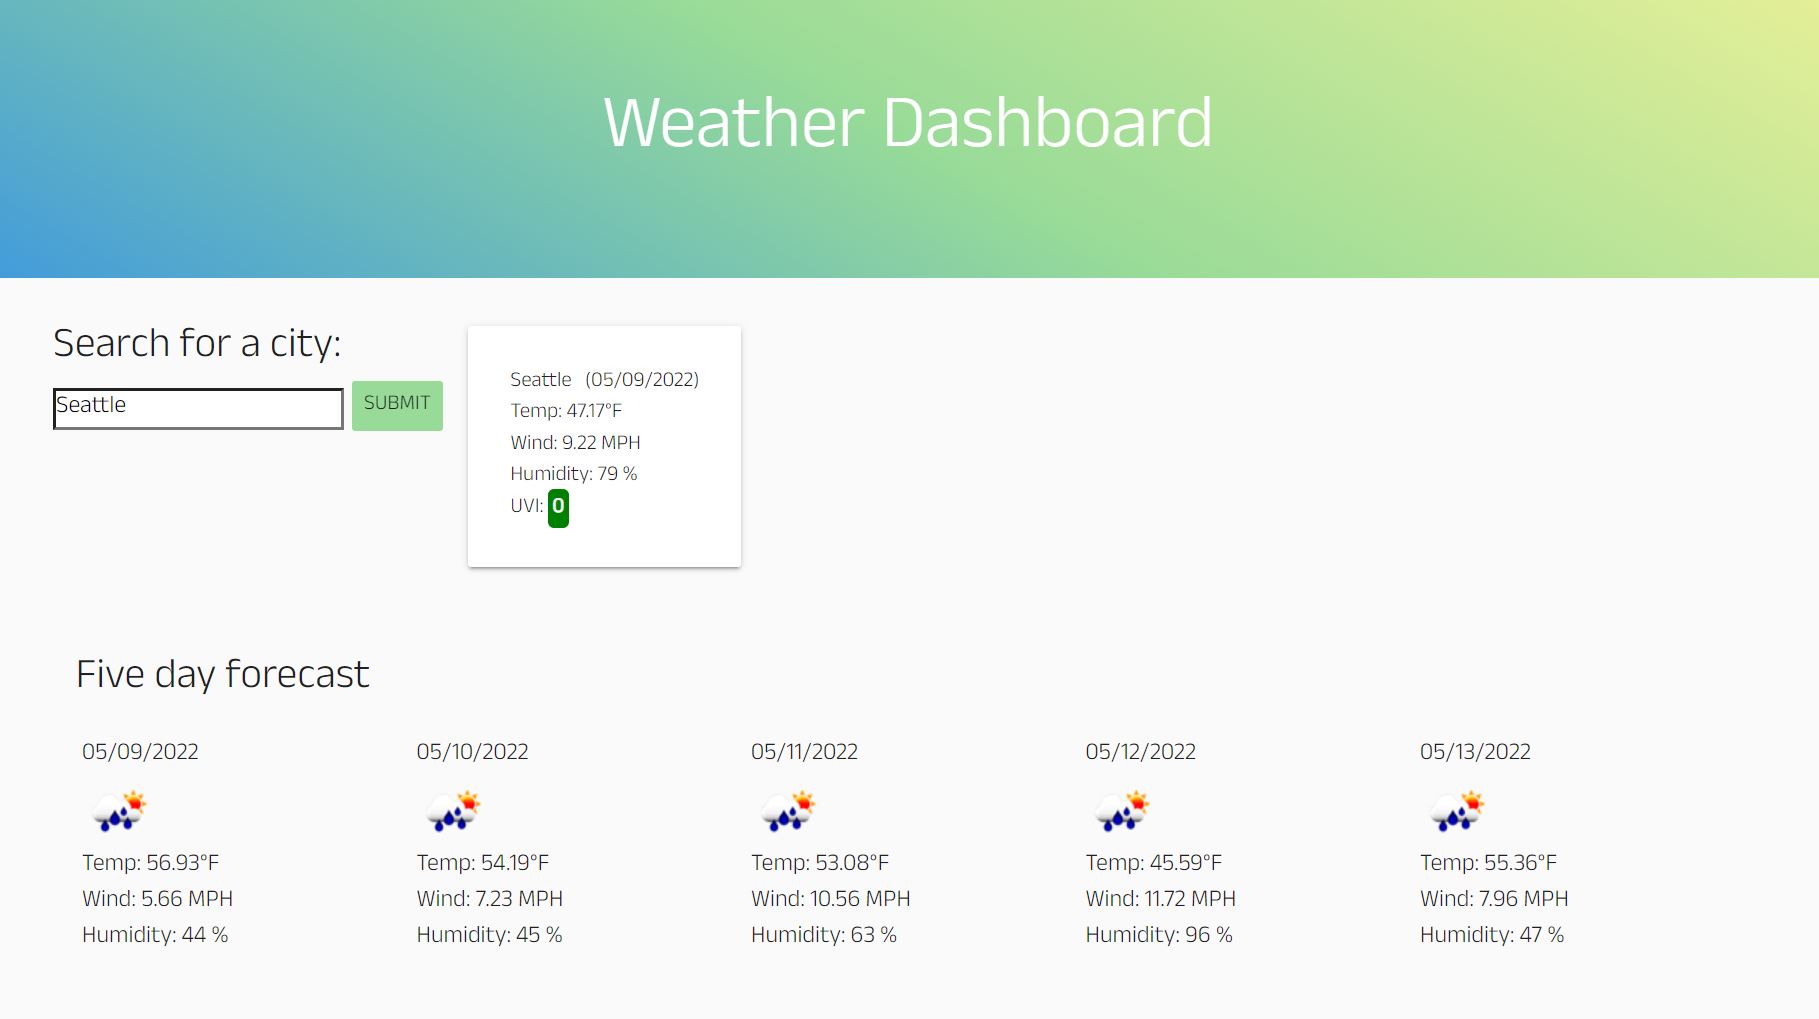 Weather Dashboard
Search for a city:
Seattle
SUBMIT
Seattle (05/09/2022)
Temp: 47.17°F
Wind: 9.22 MPH
Humidity: 79 %
UVI: 0
Five day forecast
05/09/2022
Temp: 56.93°F
Wind: 5.66 MPH
Humidity: 44 %
05/10/2022
Temp: 54.19°F
Wind: 7.23 MPH
Humidity: 45 %
05/11/2022
Temp: 53.08°F
Wind: 10.56 MPH
Humidity: 63 %
05/12/2022
Temp: 45.59°F
Wind: 11.72 MPH
Humidity: 96 %
05/13/2022
Temp: 55.36°F
Wind: 7.96 MPH
Humidity: 47 %